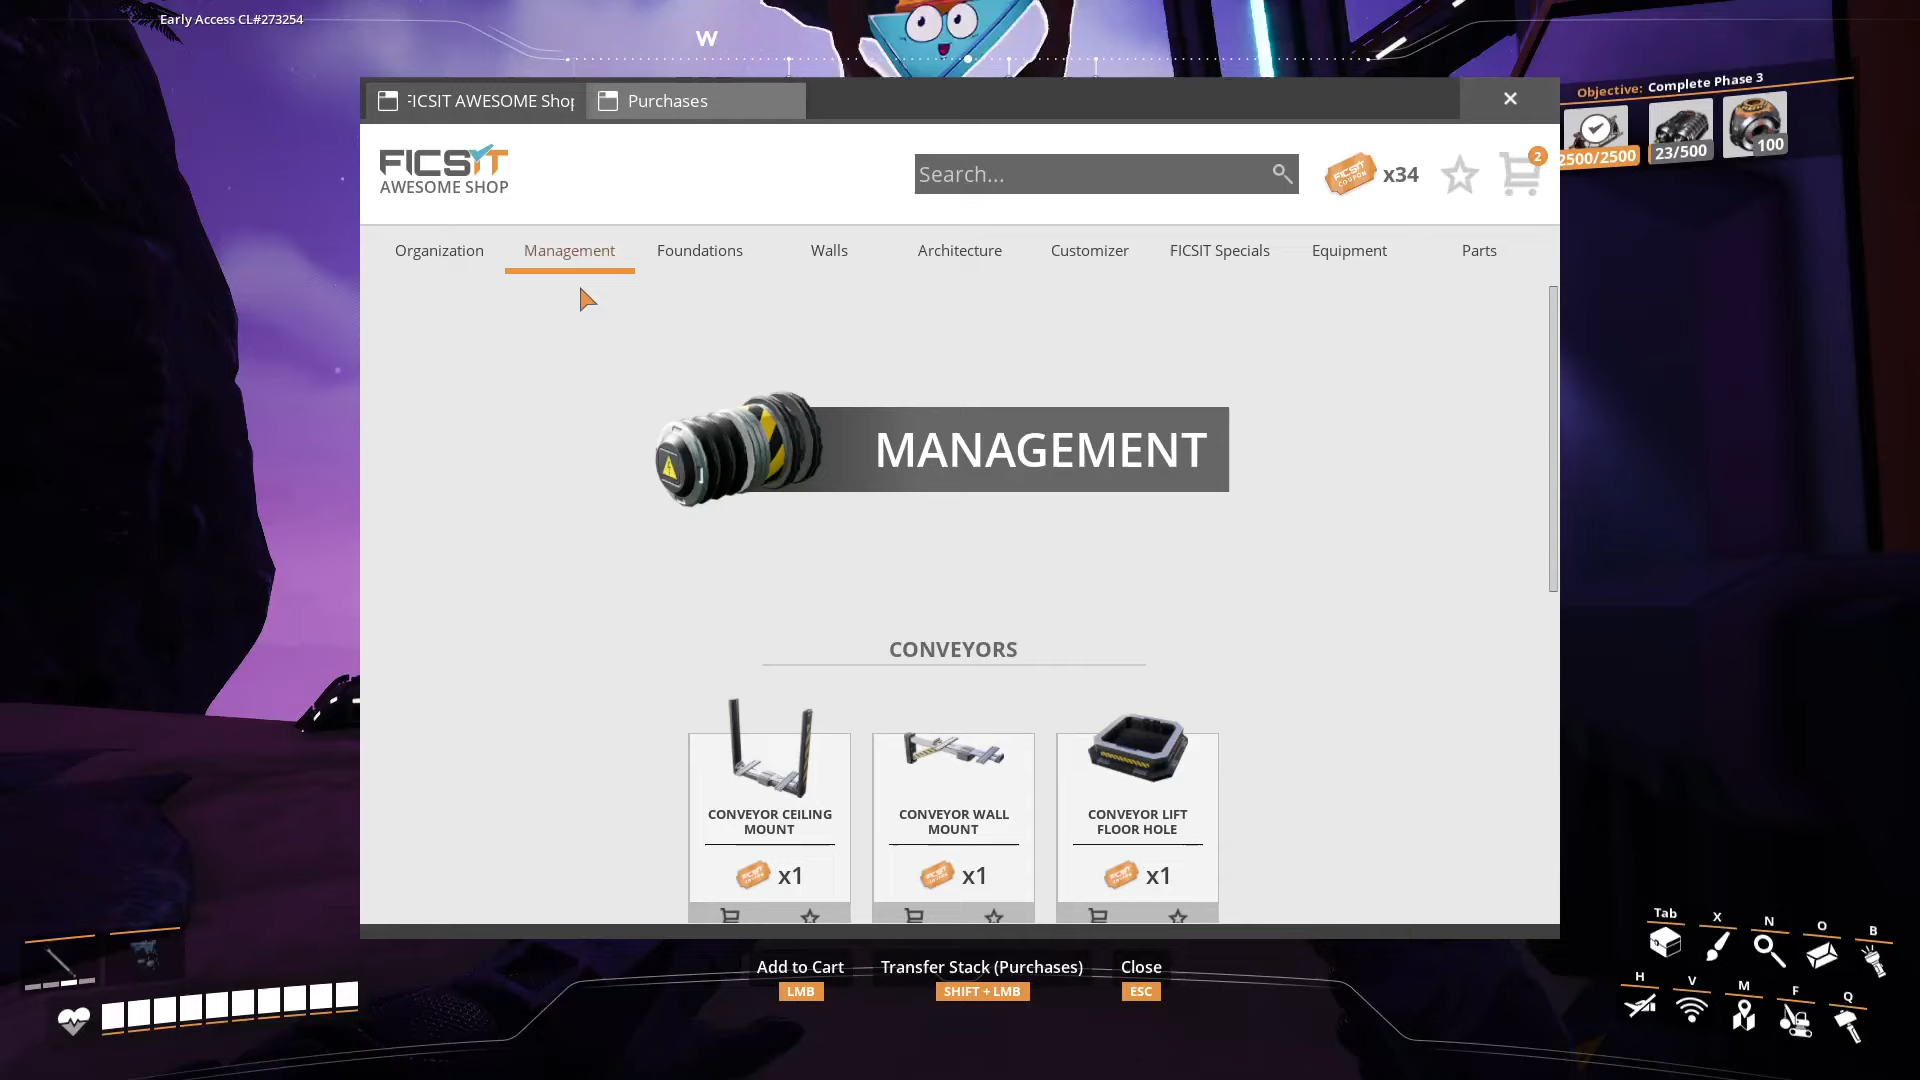 Early Access CL#273254
W
Objective: Complete Phase 3
2500/2500
23/500
100
FICSIT AWESOME Shop
Purchases
FICSIT
AWESOME SHOP
Search...
FICSIT
COUPON
x34
2
Organization
Management
Foundations
Walls
Architecture
Customizer
FICSIT Specials
Equipment
Parts
MANAGEMENT
CONVEYORS
CONVEYOR CEILING
MOUNT
x1
CONVEYOR WALL
MOUNT
x1
CONVEYOR LIFT
FLOOR HOLE
x1
Add to Cart
LMB
Transfer Stack (Purchases)
SHIFT + LMB
Close
ESC
Tab
X
N
O
B
H
V
M
F
Q